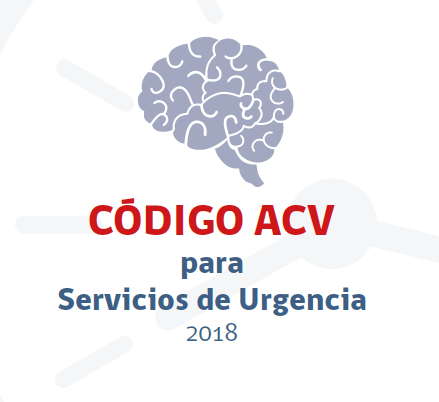 CÓDIGO ACV
para
Servicios de Urgencia
2018